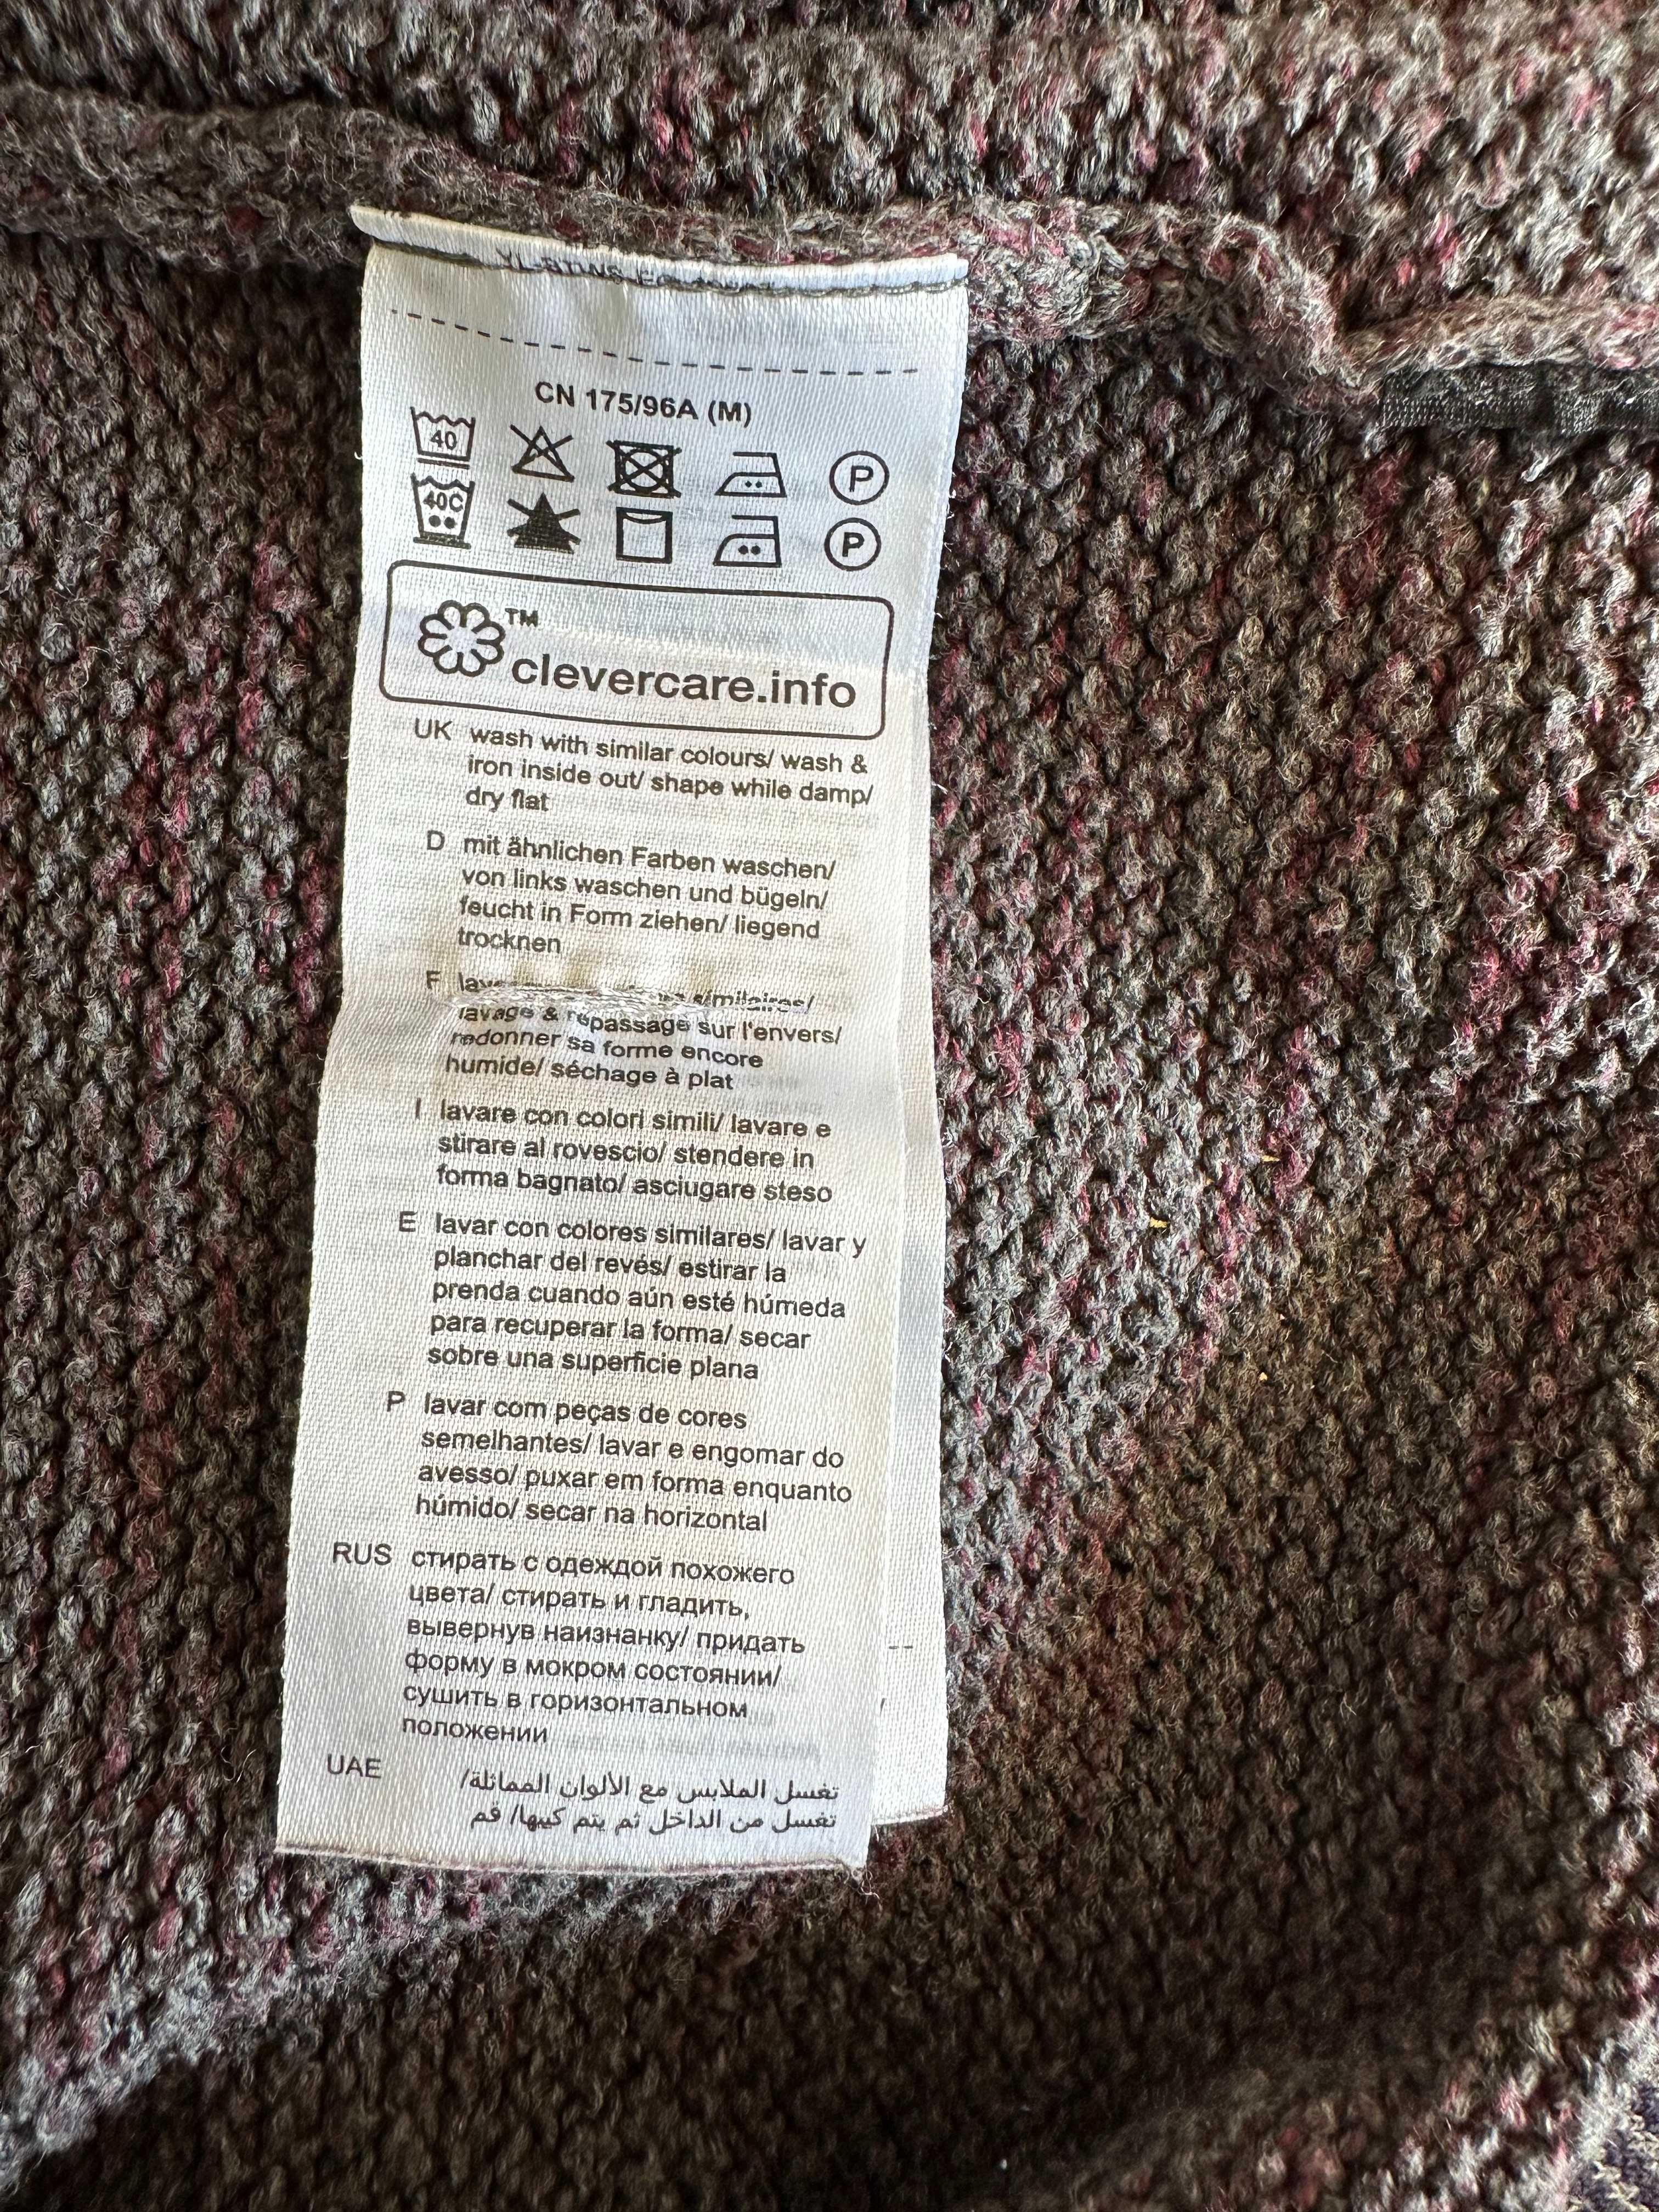 CN 175/96A (M)
40 P
40C P
TM
clevercare.info
UK wash with similar colours/ wash &
iron inside out/ shape while damp/
dry flat
D mit ähnlichen Farben waschen/
von links waschen und bügeln/
feucht in Form ziehen/ liegend
trocknen
F similaires/
lavage & repassage sur l'envers/
redonner sa forme encore
humide/ séchage à plat
I lavare con colori simili/ lavare e
stirare al rovescio/ stendere in
forma bagnato/ asciugare steso
E lavar con colores similares/ lavar y
planchar del revés/ estirar la
prenda cuando aún esté húmeda
para recuperar la forma/ secar
sobre una superficie plana
P lavar com peças de cores
semelhantes/ lavar e engomar do
avesso/ puxar em forma enquanto
húmido/ secar na horizontal
RUS стирать с одеждой похожего
цвета/ стирать и гладить,
вывернув наизнанку/ придать
форму в мокром состоянии/
сушить в горизонтальном
положении
UAE تغسل الملابس مع الألوان المماثلة/
تغسل من الداخل ثم يتم كيها/ قم